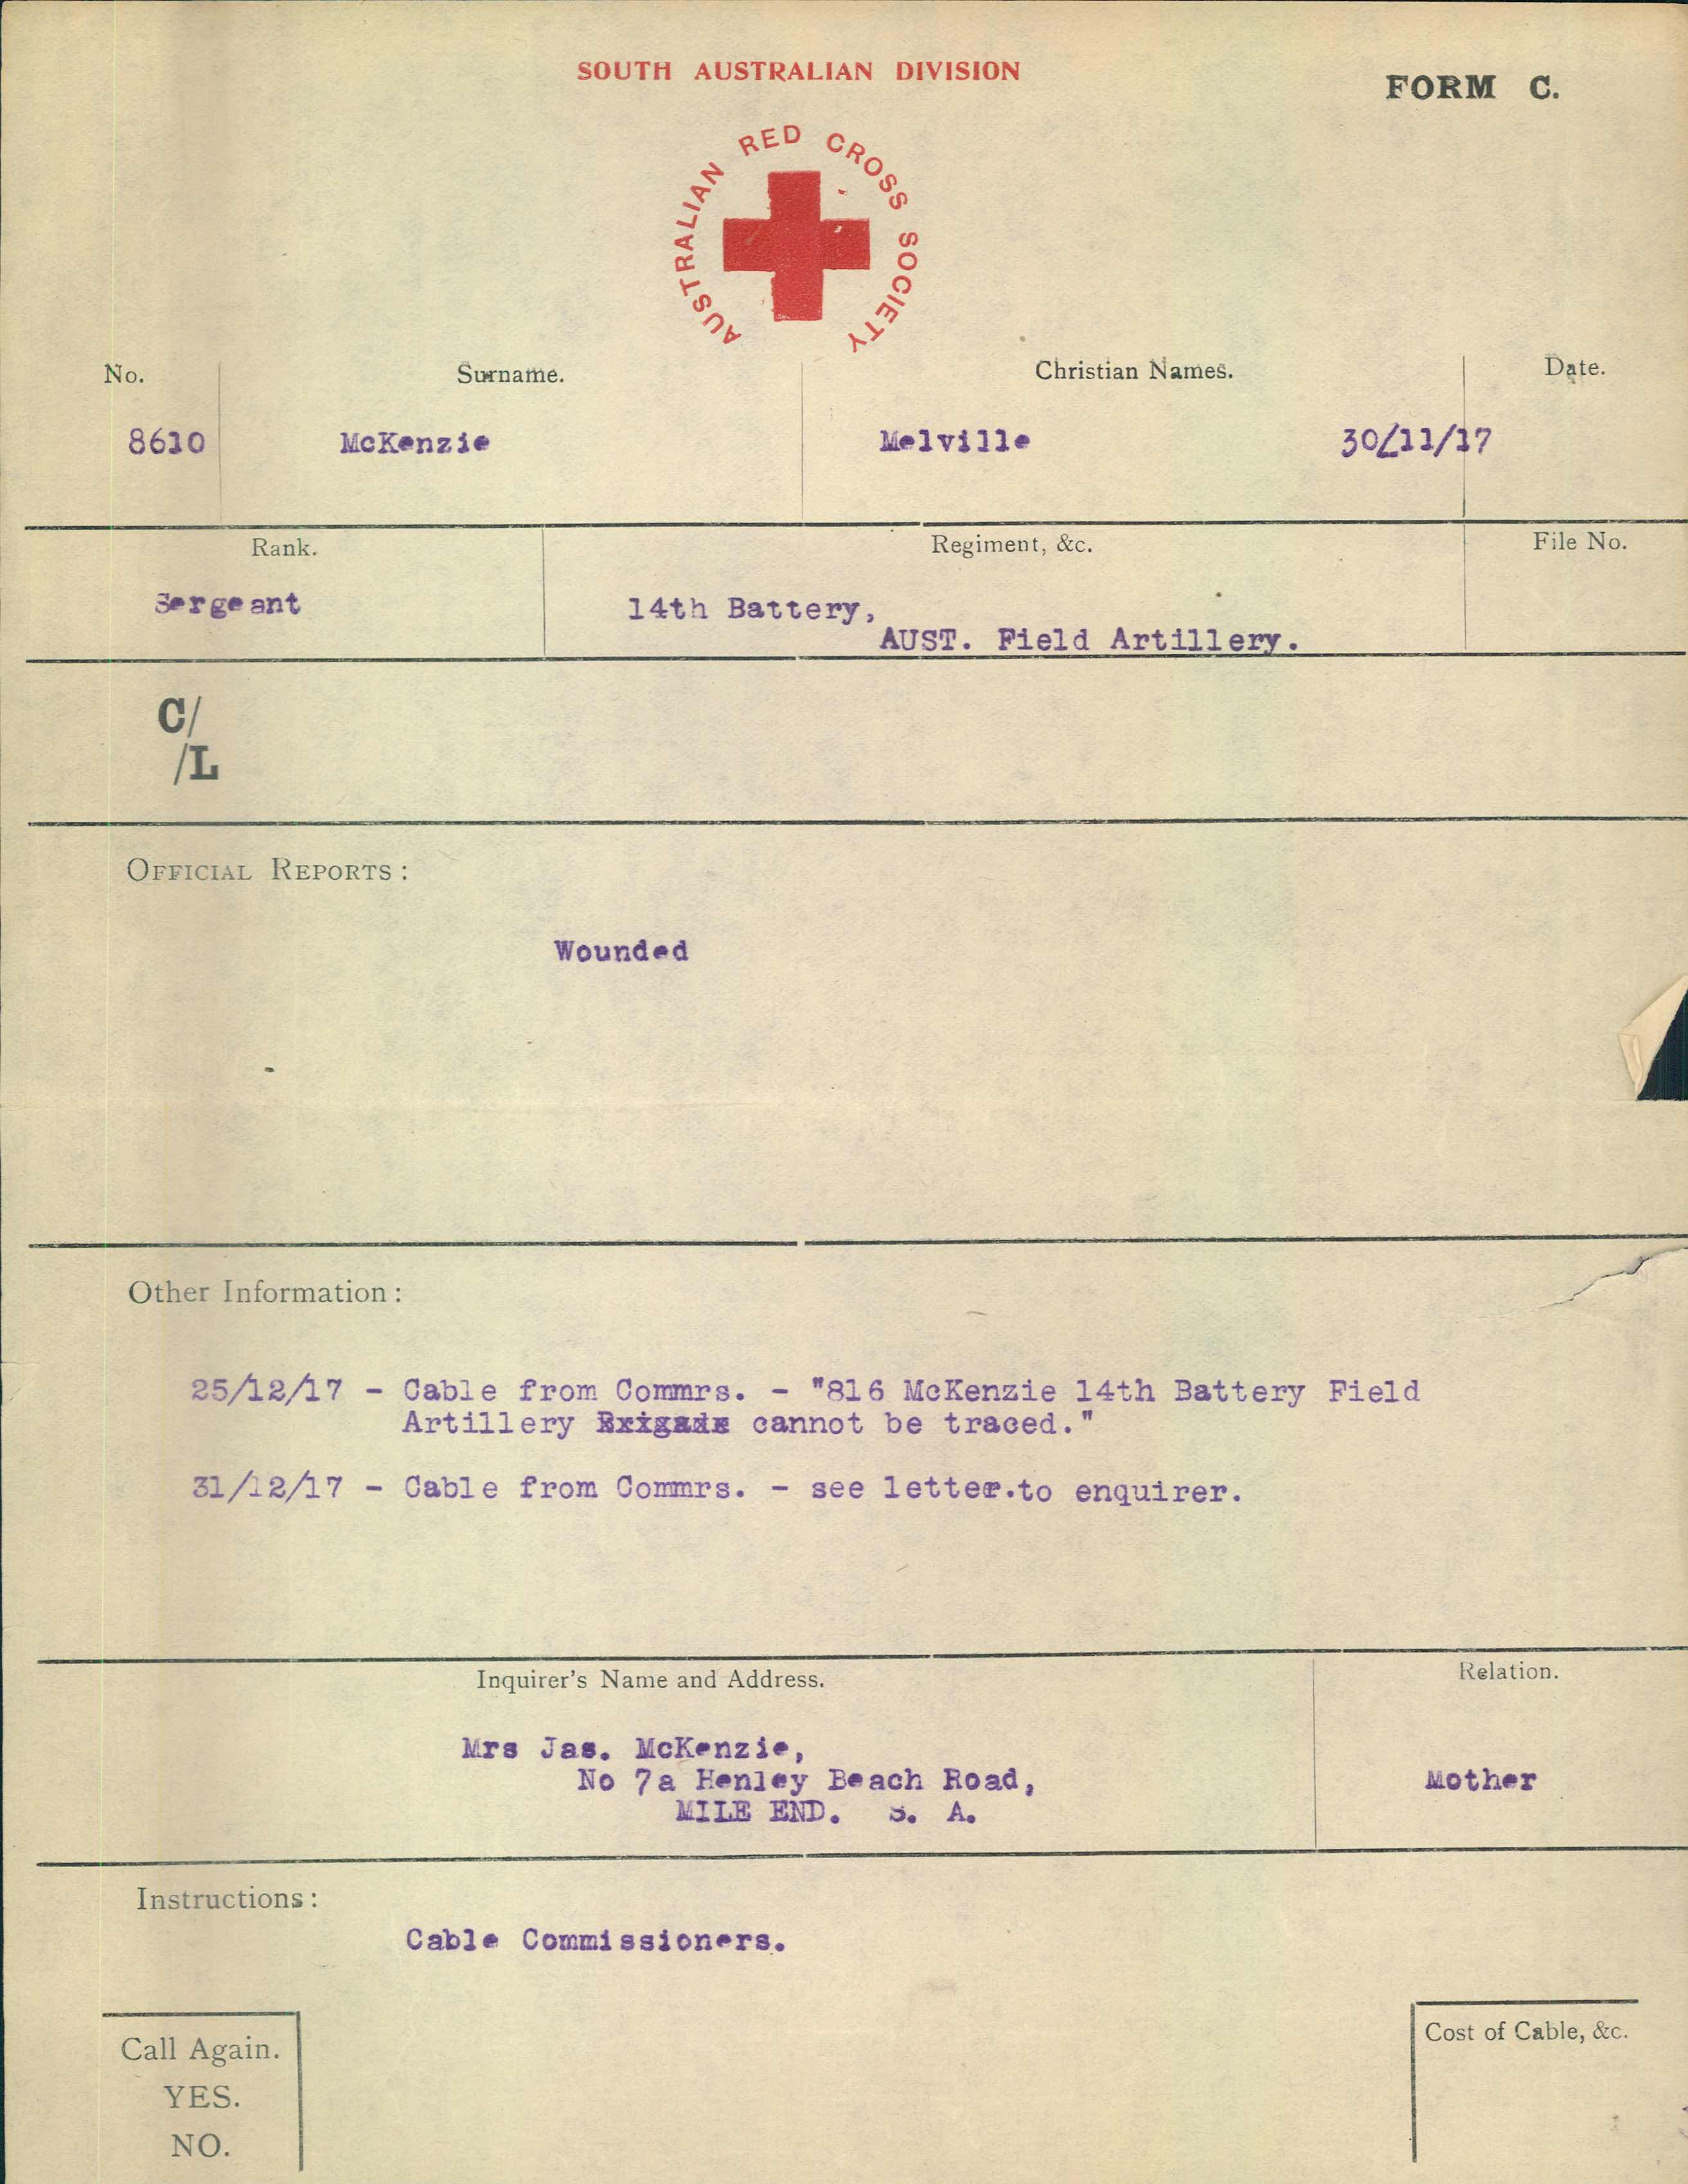 SOUTH AUSTRALIAN DIVISION
FORM C.
AUSTRALIAN RED CROSS SOCIETY
No. Surname. Christian Names. Date.
8610 McKenzie Melville 30/11/17
Rank. Regiment, &c. File No.
Sergeant 14th Battery,
AUST. Field Artillery.
C/
/L
OFFICIAL REPORTS:
Wounded
Other Information:
25/12/17 - Cable from Commrs. - "816 McKenzie 14th Battery Field
Artillery cannot be traced."
31/12/17 - Cable from Commrs. - see letter.to enquirer.
Inquirer's Name and Address. Relation.
Mrs Jas. McKenzie,
No 7a Henley Beach Road, Mother
MILE END. S. A.
Instructions:
Cable Commissioners.
Call Again. Cost of Cable, &c.
YES.
NO.